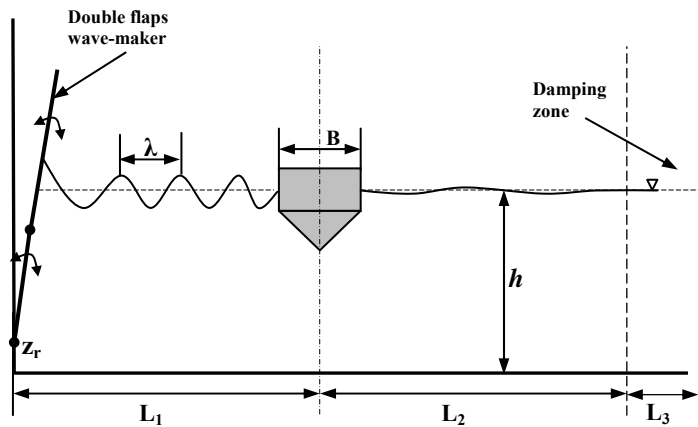 Double flaps
wave-maker
Damping
zone
λ
B
h
zr
L1
L2
L3